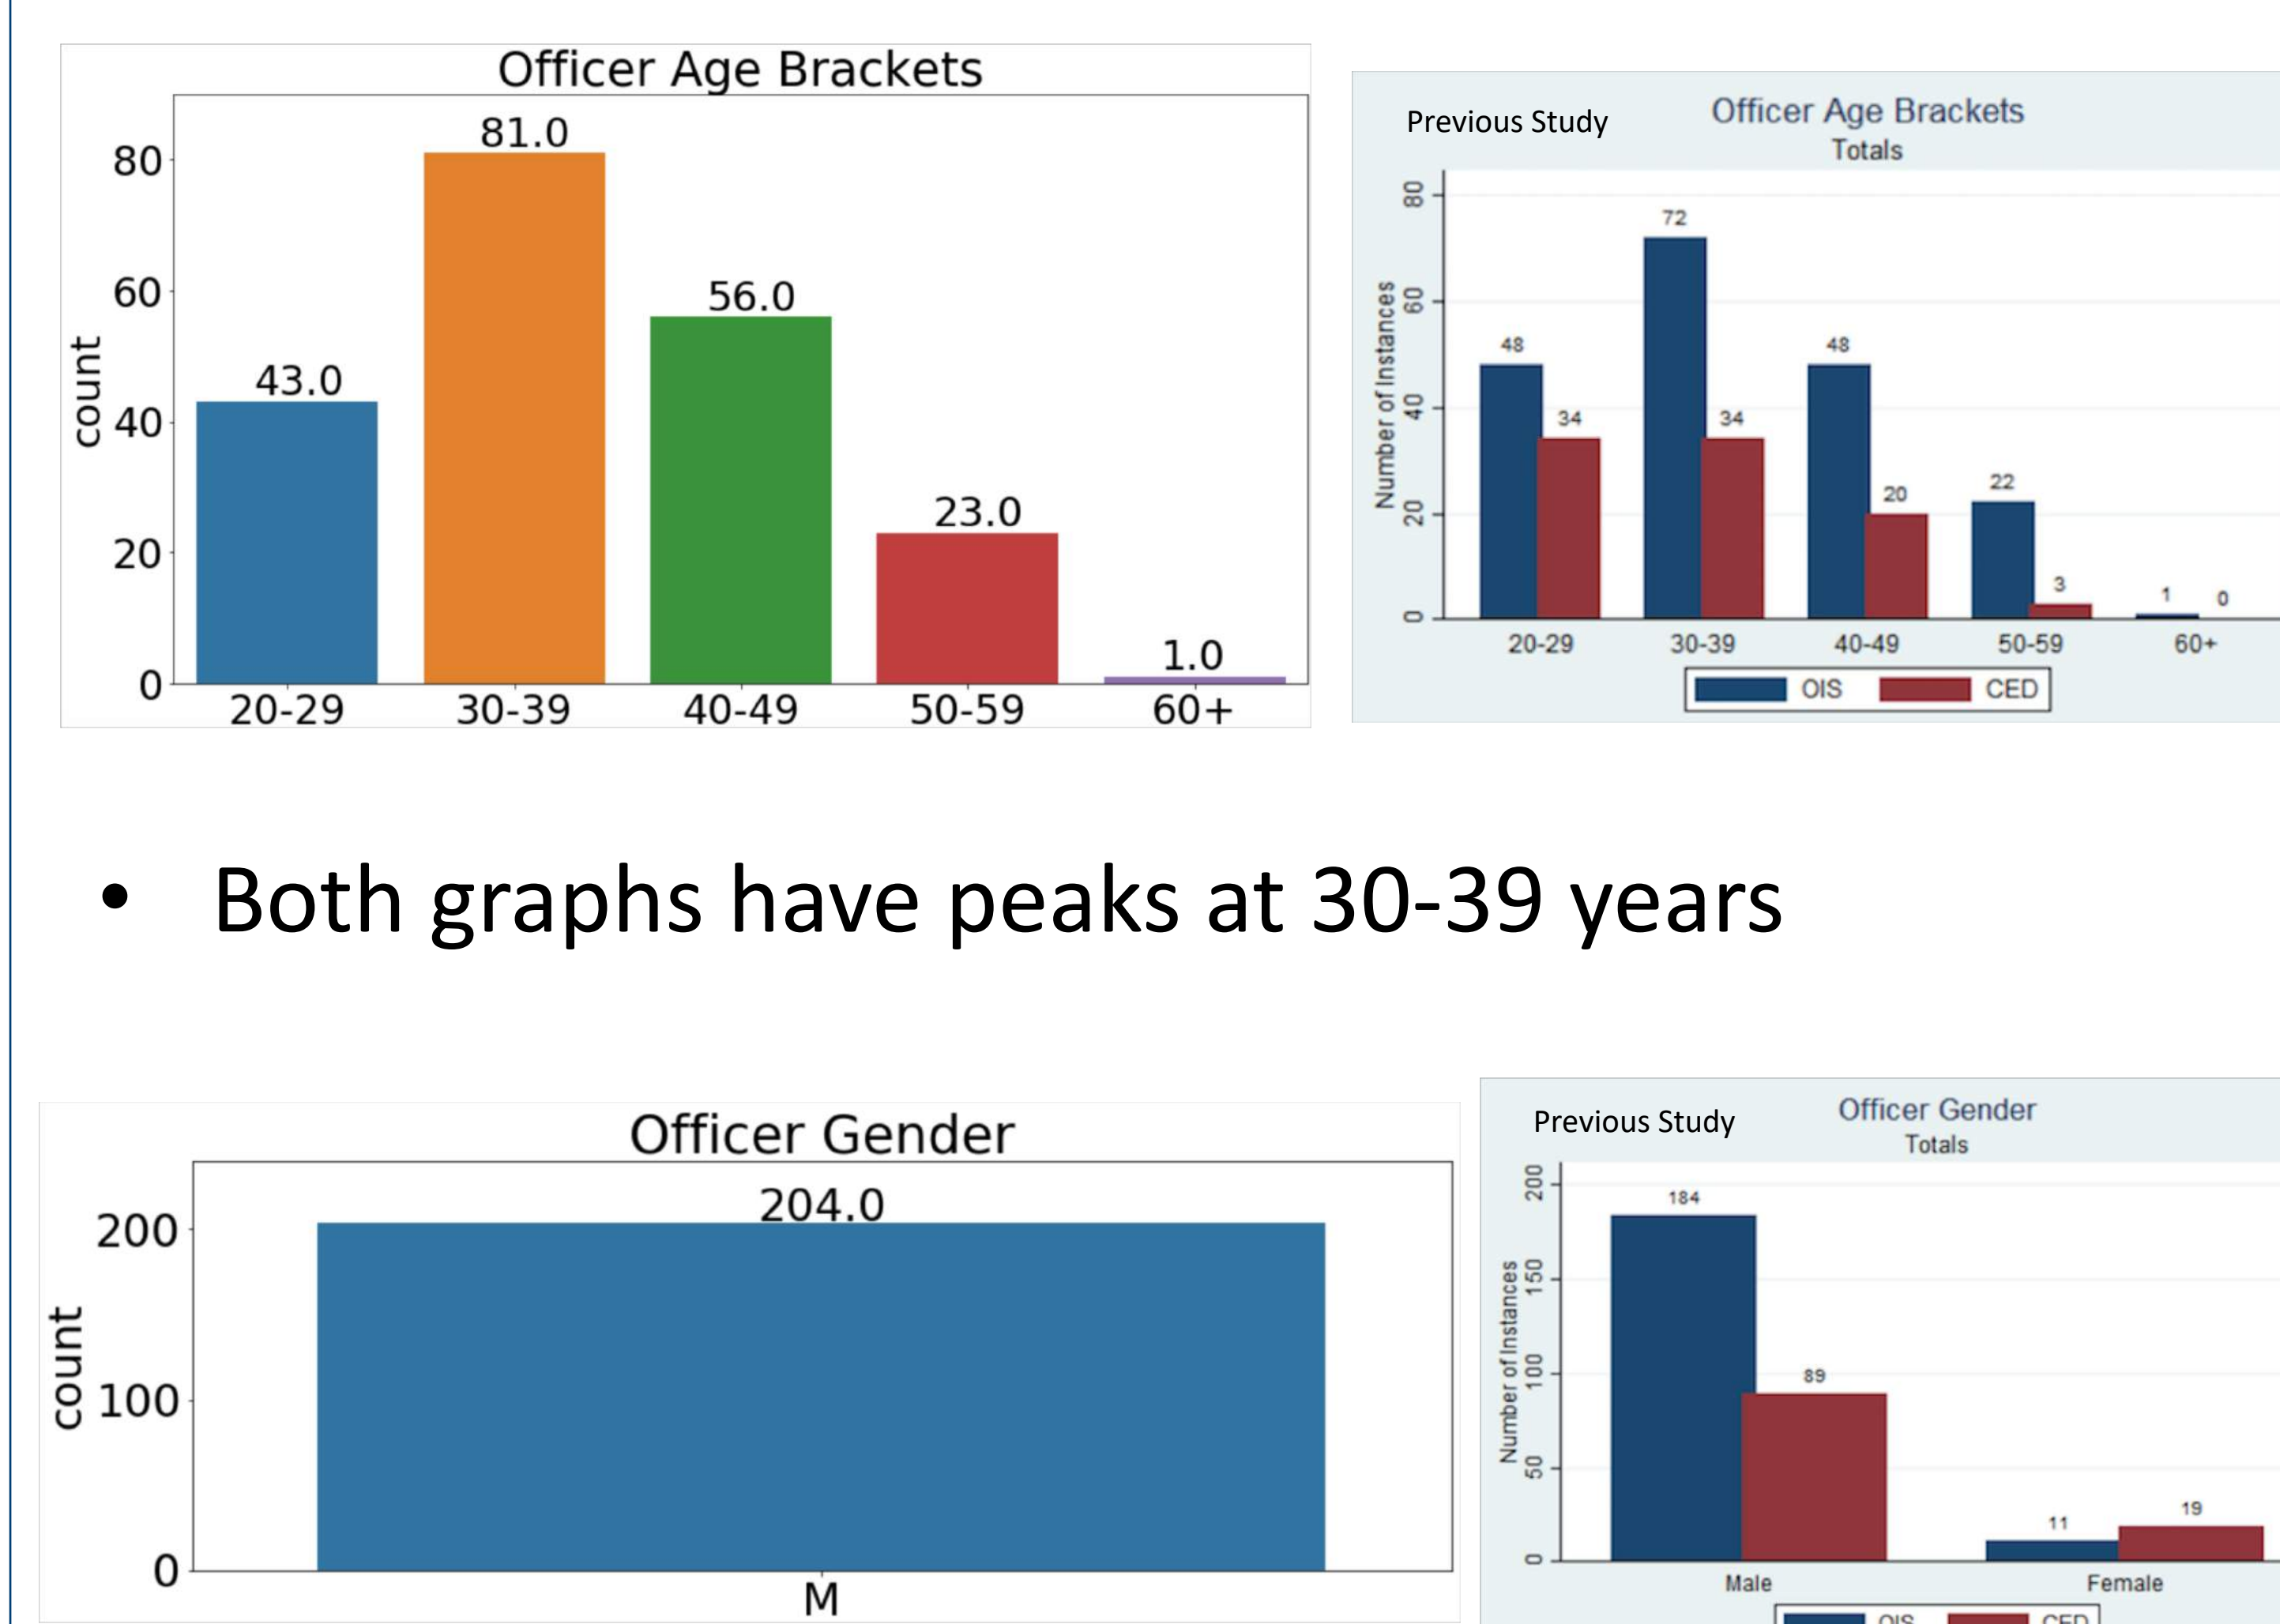 Officer Age Brackets
count
80
60
40
20
0
81.0
56.0
43.0
23.0
1.0
20-29 30-39 40-49 50-59 60+
Previous Study
Officer Age Brackets
Totals
Number of Instances
80
60
40
20
0
72
48 48
34 34
20 22
3 1 0
20-29 30-39 40-49 50-59 60+
OIS CED
• Both graphs have peaks at 30-39 years
Officer Gender
count
200
100
0
204.0
M
Previous Study
Officer Gender
Totals
Number of Instances
200
150
100
50
0
184
89
11 19
Male Female
OIS CED